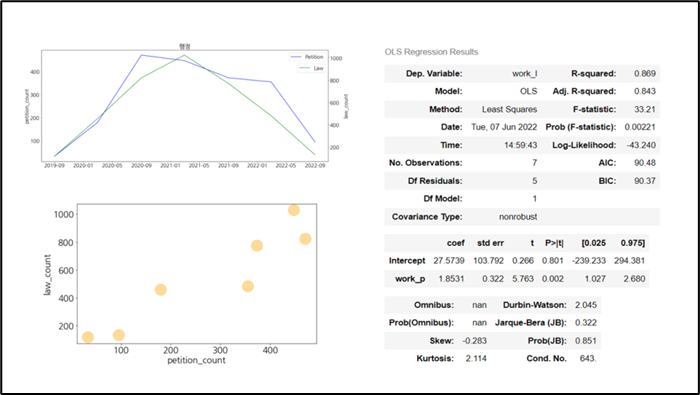 행정
Petition
Law
400
300
200
100
petition_count
1000
800
600
400
200
law_count
2019-09 2020-01 2020-05 2020-09 2021-01 2021-05 2021-09 2022-01 2022-05 2022-09
1000
800
600
400
200
law_count
100 200 300 400
petition_count
OLS Regression Results
Dep. Variable: work_l R-squared: 0.869
Model: OLS Adj. R-squared: 0.843
Method: Least Squares F-statistic: 33.21
Date: Tue, 07 Jun 2022 Prob (F-statistic): 0.00221
Time: 14:59:43 Log-Likelihood: -43.240
No. Observations: 7 AIC: 90.48
Df Residuals: 5 BIC: 90.37
Df Model: 1
Covariance Type: nonrobust
coef std err t P>|t| [0.025 0.975]
Intercept 27.5739 103.792 0.266 0.801 -239.233 294.381
work_p 1.8531 0.322 5.763 0.002 1.027 2.680
Omnibus: nan Durbin-Watson: 2.045
Prob(Omnibus): nan Jarque-Bera (JB): 0.322
Skew: -0.283 Prob(JB): 0.851
Kurtosis: 2.114 Cond. No. 643.